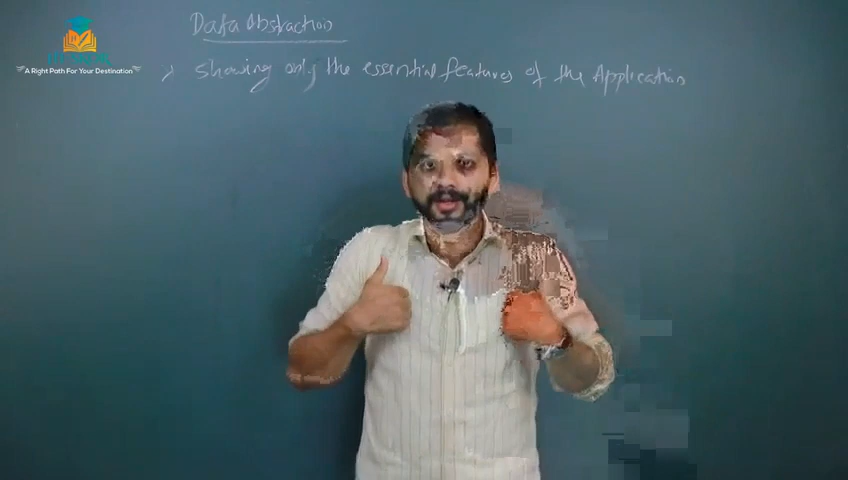 Data Abstraction
A Right Path For Your Destination
> Showing only the essential features of the Application